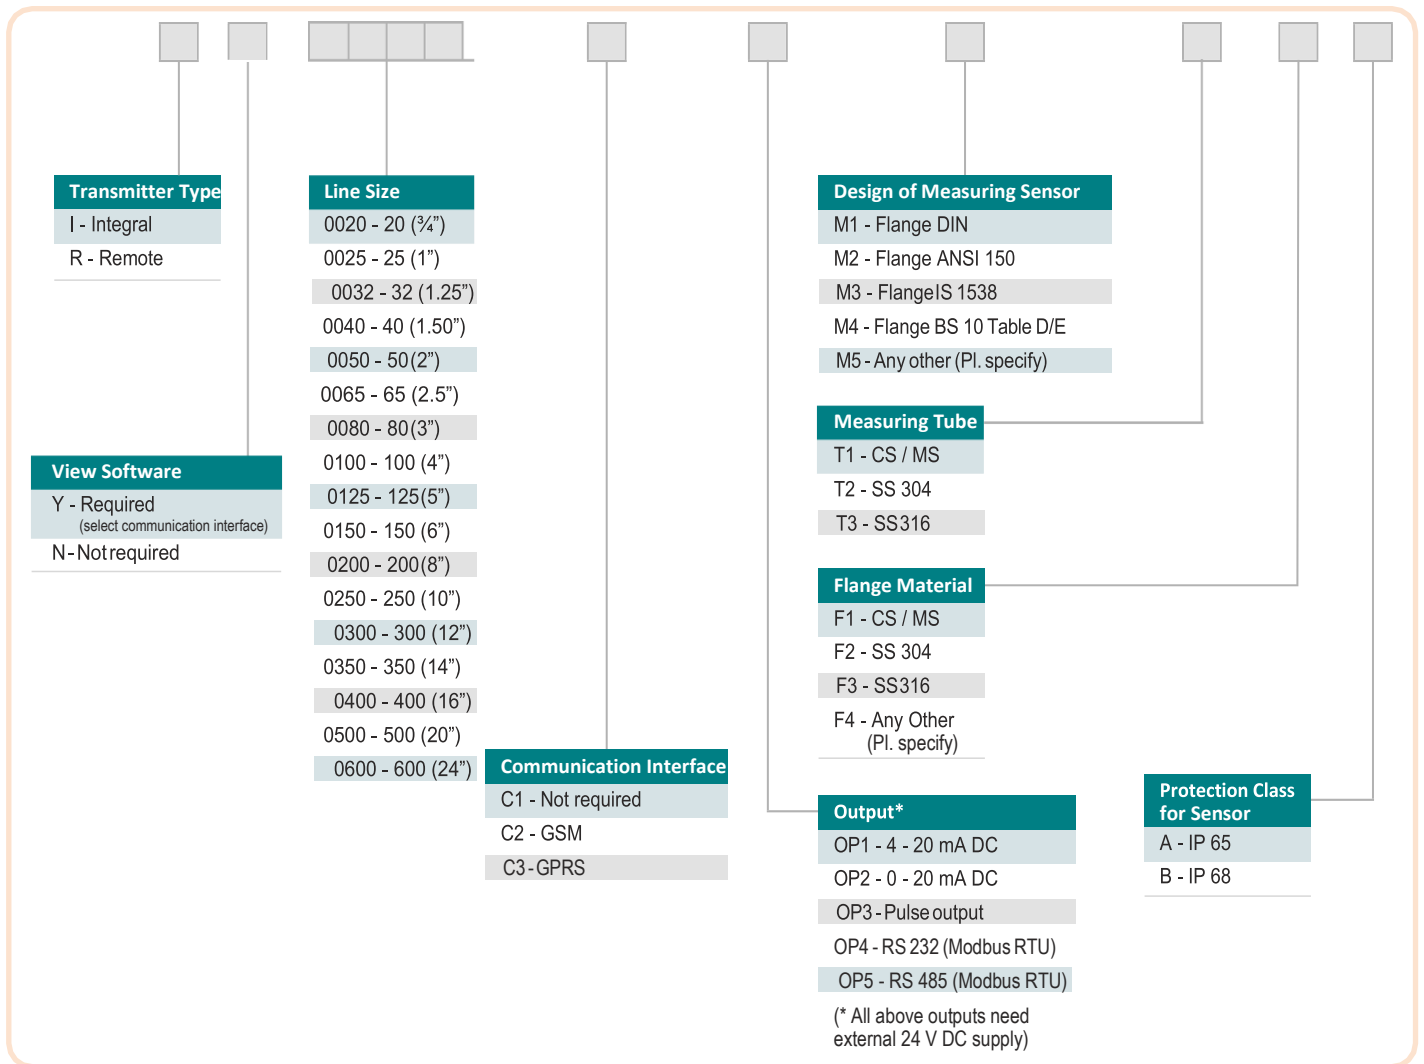 Transmitter Type
I - Integral
R - Remote
View Software
Y - Required
(select communication interface)
N - Not required
Line Size
0020 - 20 (¾”)
0025 - 25 (1”)
0032 - 32 (1.25”)
0040 - 40 (1.50”)
0050 - 50 (2”)
0065 - 65 (2.5”)
0080 - 80 (3”)
0100 - 100 (4”)
0125 - 125 (5”)
0150 - 150 (6”)
0200 - 200 (8”)
0250 - 250 (10”)
0300 - 300 (12”)
0350 - 350 (14”)
0400 - 400 (16”)
0500 - 500 (20”)
0600 - 600 (24”)
Communication Interface
C1 - Not required
C2 - GSM
C3 - GPRS
Design of Measuring Sensor
M1 - Flange DIN
M2 - Flange ANSI 150
M3 - Flange IS 1538
M4 - Flange BS 10 Table D/E
M5 - Any other (Pl. specify)
Measuring Tube
T1 - CS / MS
T2 - SS 304
T3 - SS 316
Flange Material
F1 - CS / MS
F2 - SS 304
F3 - SS 316
F4 - Any Other
(Pl. specify)
Output*
OP1 - 4 - 20 mA DC
OP2 - 0 - 20 mA DC
OP3 - Pulse output
OP4 - RS 232 (Modbus RTU)
OP5 - RS 485 (Modbus RTU)
(* All above outputs need
external 24 V DC supply)
Protection Class
for Sensor
A - IP 65
B - IP 68